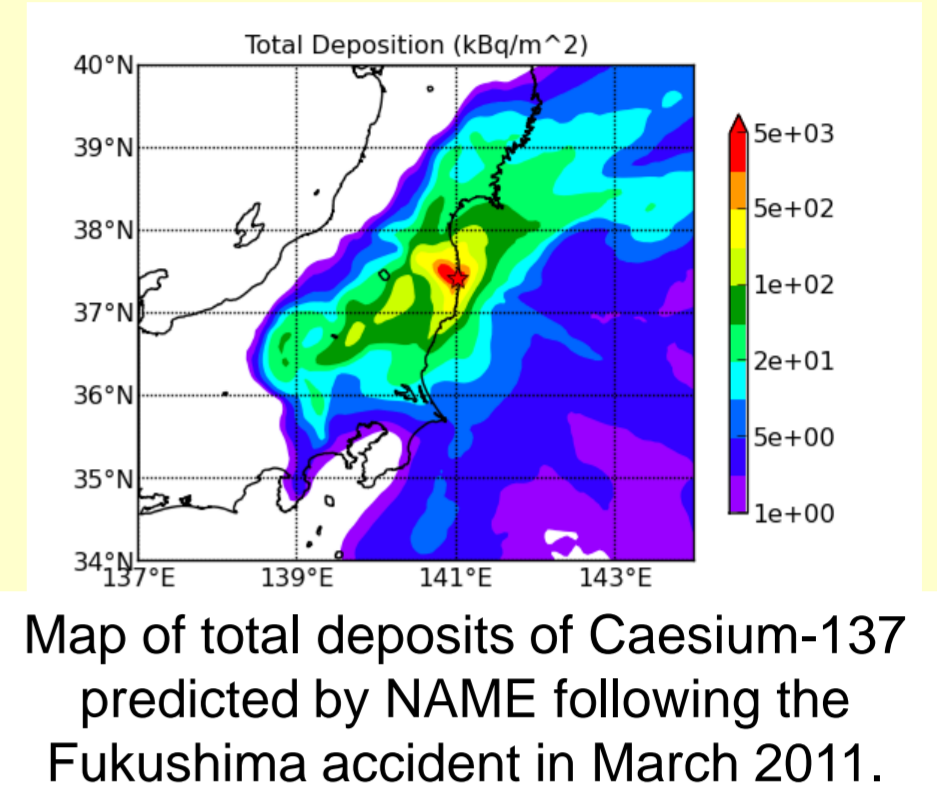 Total Deposition (kBq/m^2)
40°N
39°N
38°N
37°N
36°N
35°N
34°N
137°E 139°E 141°E 143°E
5e+03
5e+02
1e+02
2e+01
5e+00
1e+00
Map of total deposits of Caesium-137
predicted by NAME following the
Fukushima accident in March 2011.